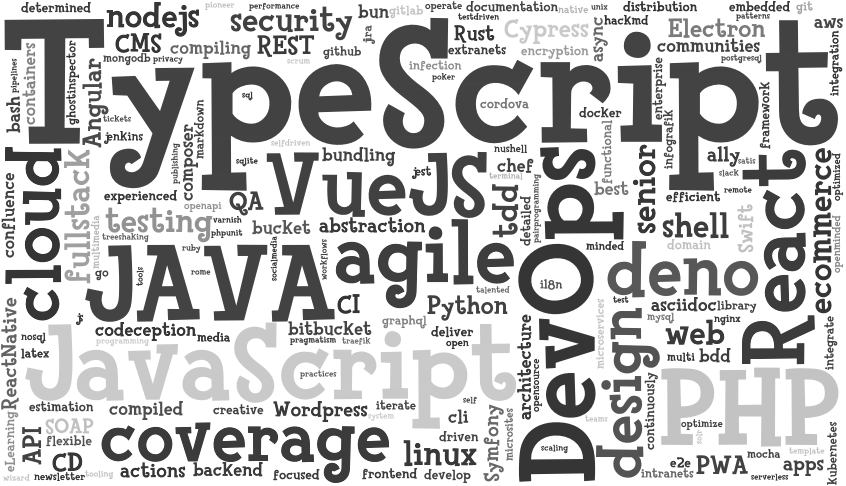 determined
pioneer
performance
nodejs
security
bun
gitlab
operate
documentation
testdriven
native
unix
hackmd
distribution
embedded
patterns
git
aws
CMS
compiling
REST
github
jra
Rust
extranets
Cypress
encryption
async
Electron
communities
postgresql
integration
mongodb
privacy
scrum
infection
poker
TypeScript
bash
pipelines
containers
ghostinspector
Angular
tickets
jenkins
sql
cordova
docker
enterprise
framework
publishing
composer
markdown
selfdriven
sqlite
bundling
nushell
chef
terminal
functional
infografik
ally
satis
slack
remote
optimized
cloud
fullstack
experienced
openapi
QA
VueJS
jest
tdd
best
senior
efficient
React
ecommerce
confluence
multimedia
testing
treeshaking
varnish
phpunit
bucket
abstraction
detailed
pairprogramming
DevOps
minded
shell
domain
Swift
openminded
ruby
rome
ego
tools
JAVA
socialmedia
workflows
agile
talented
i18n
deno
CI
Python
test
asciidoc
library
nginx
mysql
ReactNative
nosql
latex
codeception
programming
media
bitbucket
pragmatism
traefik
graphql
deliver
open
architecture
opensource
microservices
design
web
multi
bdd
integrate
JavaScript
practices
PHP
optimize
solr
continuously
estimation
compiled
creative
Wordpress
iterate
system
self
cli
Symfony
microsites
teams
eLearning
API
SOAP
flexible
coverage
driven
linux
scaling
kubernetes
wizard
CD
newsletter
tooling
actions
backend
focused
frontend
develop
intranets
e2e
PWA
mocha
serverless
template
apps